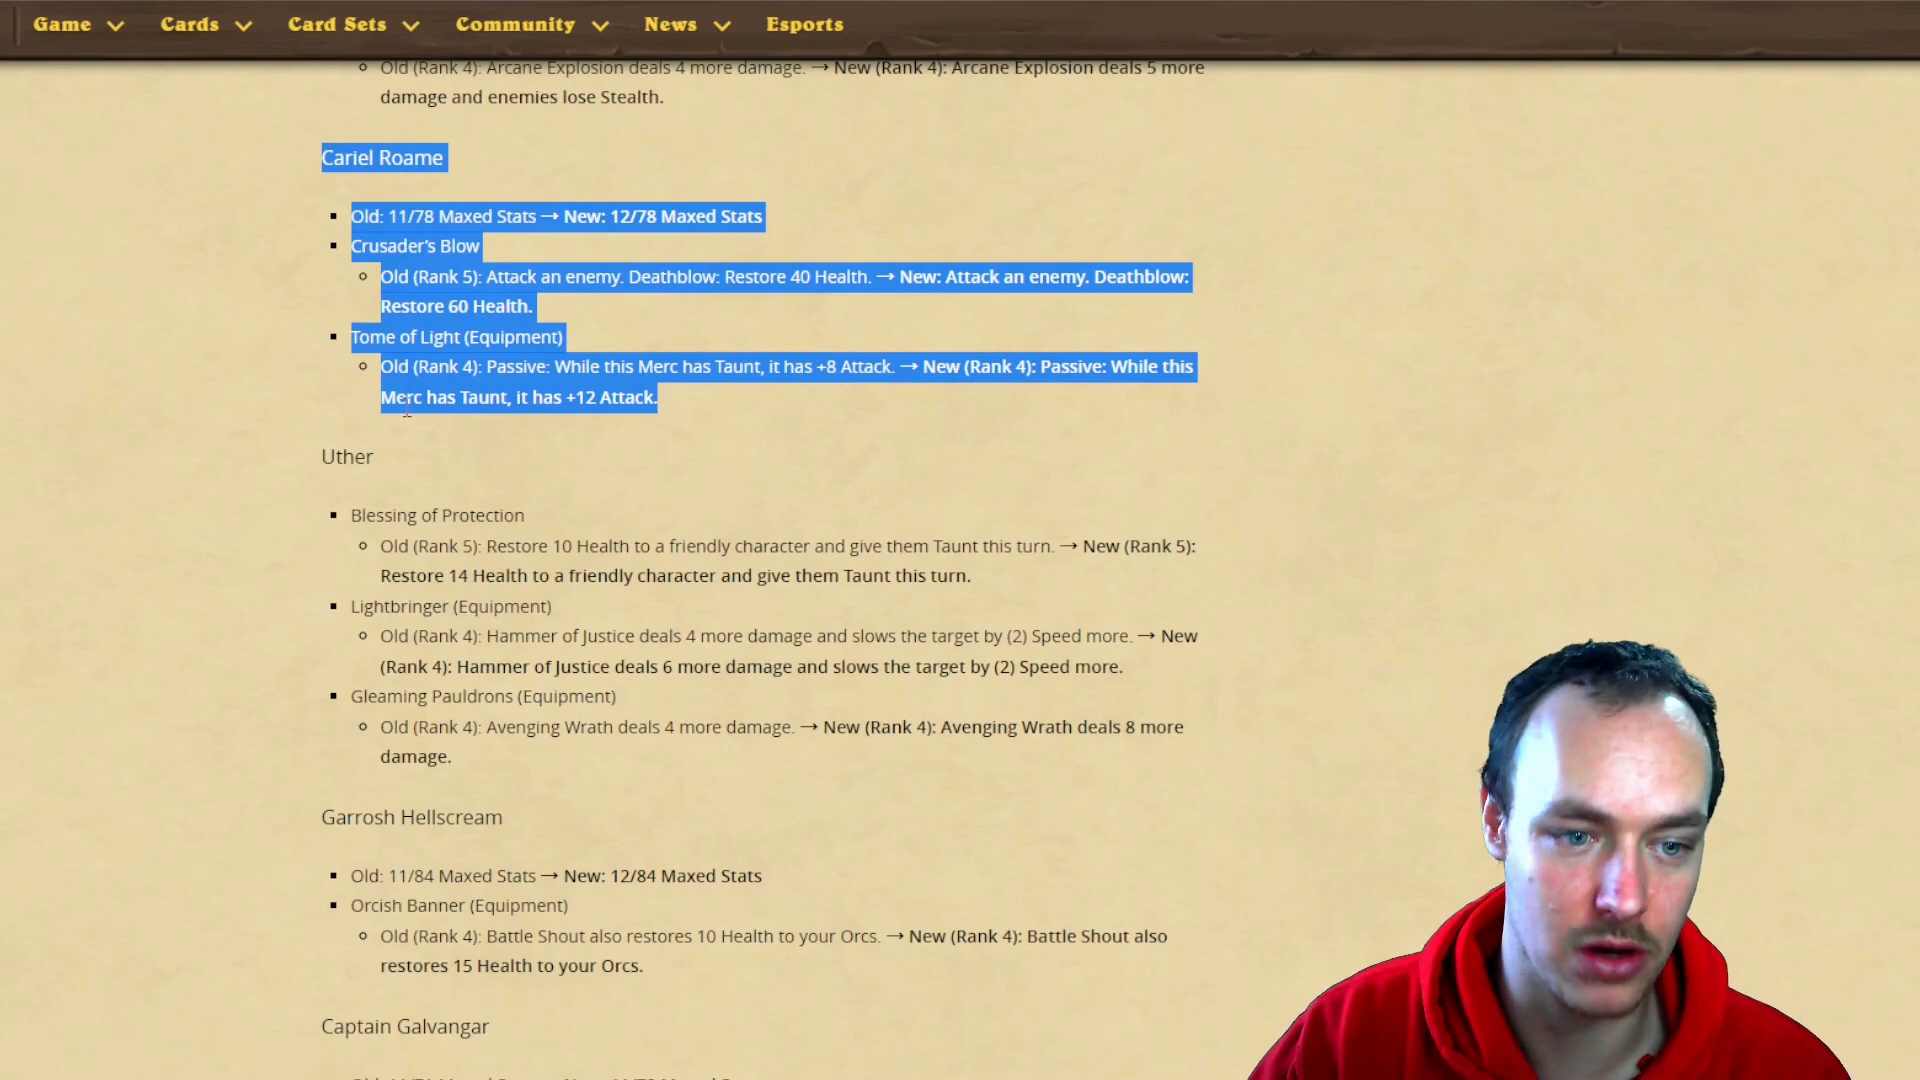 Game Cards Card Sets Community News Esports
Old (Rank 4): Arcane Explosion deals 4 more damage. → New (Rank 4): Arcane Explosion deals 5 more
damage and enemies lose Stealth.
Cariel Roame
Old: 11/78 Maxed Stats → New: 12/78 Maxed Stats
Crusader’s Blow
Old (Rank 5): Attack an enemy. Deathblow: Restore 40 Health. → New: Attack an enemy. Deathblow:
Restore 60 Health.
Tome of Light (Equipment)
Old (Rank 4): Passive: While this Merc has Taunt, it has +8 Attack. → New (Rank 4): Passive: While this
Merc has Taunt, it has +12 Attack.
Uther
Blessing of Protection
Old (Rank 5): Restore 10 Health to a friendly character and give them Taunt this turn. → New (Rank 5):
Restore 14 Health to a friendly character and give them Taunt this turn.
Lightbringer (Equipment)
Old (Rank 4): Hammer of Justice deals 4 more damage and slows the target by (2) Speed more. → New
(Rank 4): Hammer of Justice deals 6 more damage and slows the target by (2) Speed more.
Gleaming Pauldrons (Equipment)
Old (Rank 4): Avenging Wrath deals 4 more damage. → New (Rank 4): Avenging Wrath deals 8 more
damage.
Garrosh Hellscream
Old: 11/84 Maxed Stats → New: 12/84 Maxed Stats
Orcish Banner (Equipment)
Old (Rank 4): Battle Shout also restores 10 Health to your Orcs. → New (Rank 4): Battle Shout also
restores 15 Health to your Orcs.
Captain Galvangar